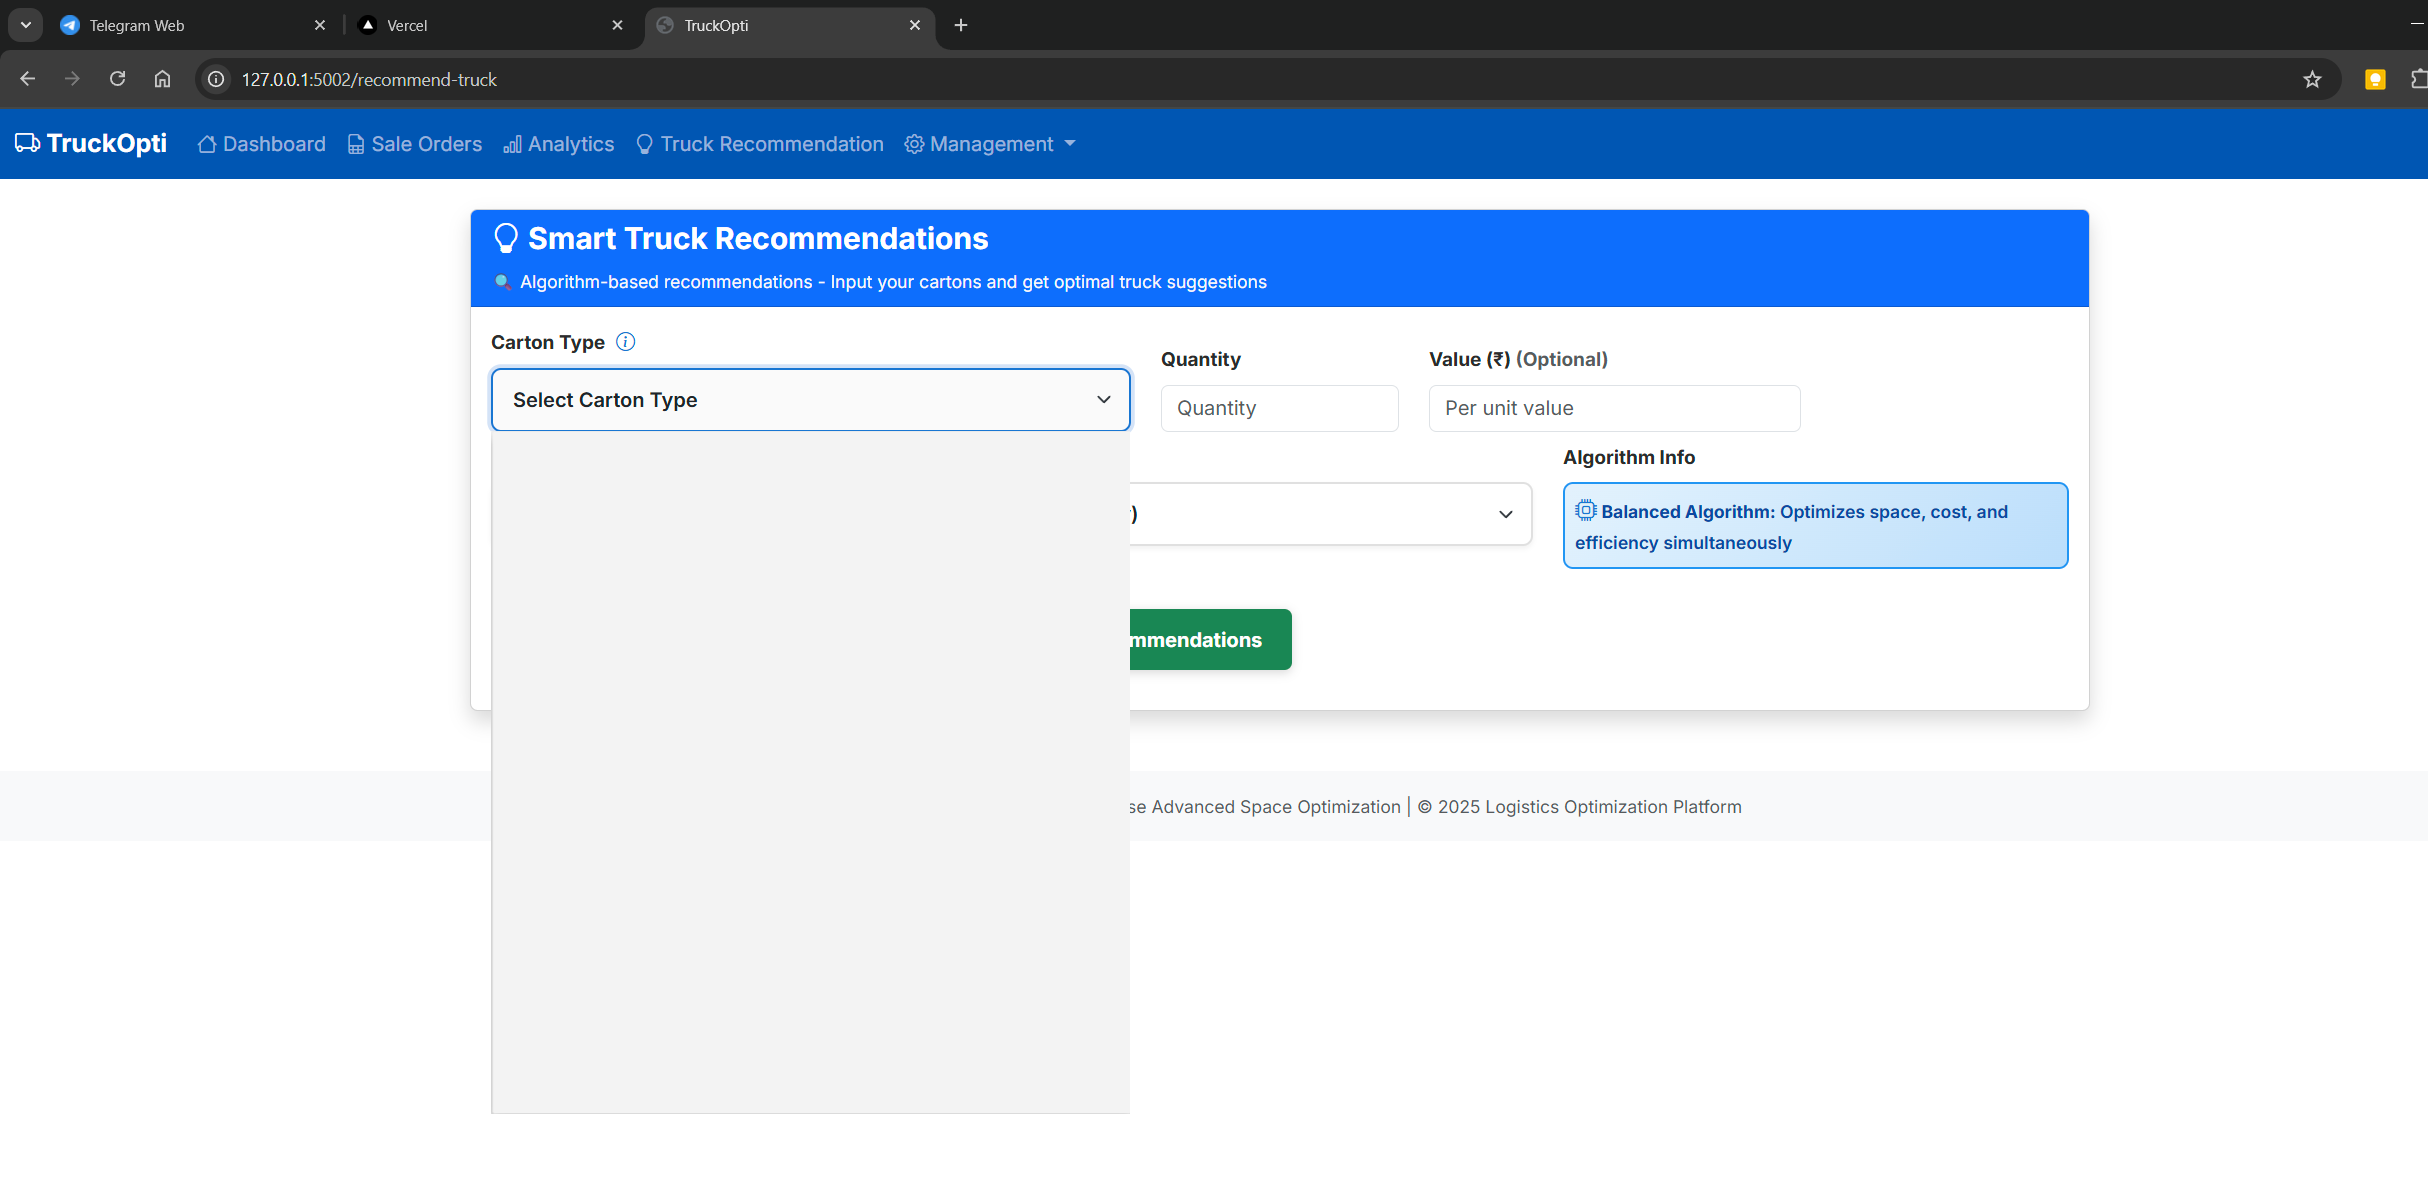 Telegram Web
Vercel
TruckOpti
127.0.0.1:5002/recommend-truck
TruckOpti Dashboard Sale Orders Analytics Truck Recommendation Management
Smart Truck Recommendations
Algorithm-based recommendations - Input your cartons and get optimal truck suggestions
Carton Type
Select Carton Type
Quantity
Quantity
Value (₹) (Optional)
Per unit value
)
Algorithm Info
Balanced Algorithm: Optimizes space, cost, and
efficiency simultaneously
mmendations
se Advanced Space Optimization | © 2025 Logistics Optimization Platform